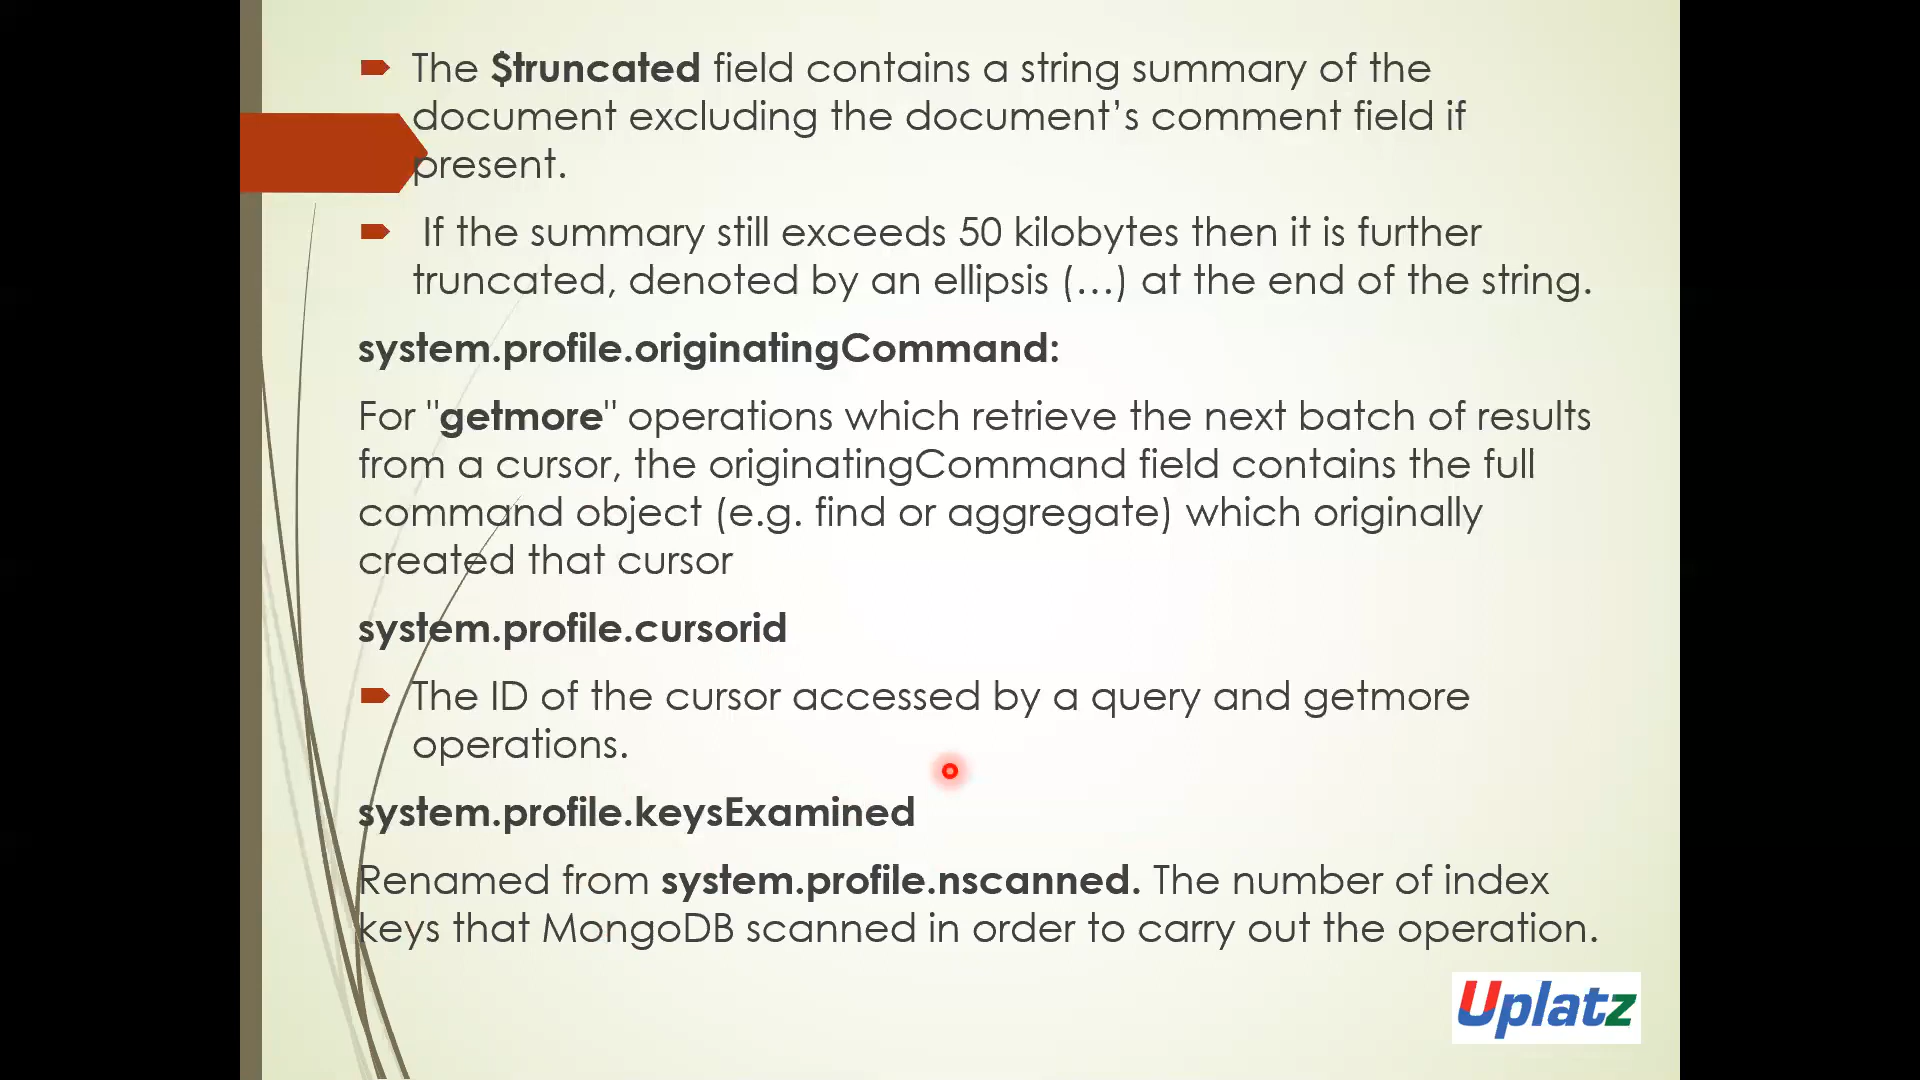 The $truncated field contains a string summary of the
document excluding the document’s comment field if
present.
If the summary still exceeds 50 kilobytes then it is further
truncated, denoted by an ellipsis (…) at the end of the string.
system.profile.originatingCommand:
For "getmore" operations which retrieve the next batch of results
from a cursor, the originatingCommand field contains the full
command object (e.g. find or aggregate) which originally
created that cursor
system.profile.cursorid
The ID of the cursor accessed by a query and getmore
operations.
system.profile.keysExamined
Renamed from system.profile.nscanned. The number of index
keys that MongoDB scanned in order to carry out the operation.
Uplatz